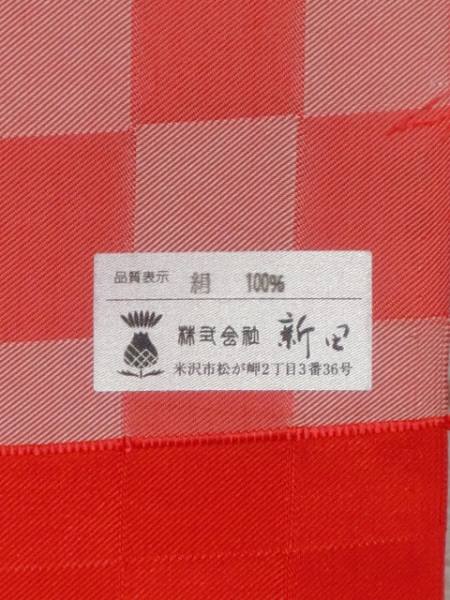 品質表示 絹 100%
株式会社 新田
米沢市松が岬2丁目3番36号